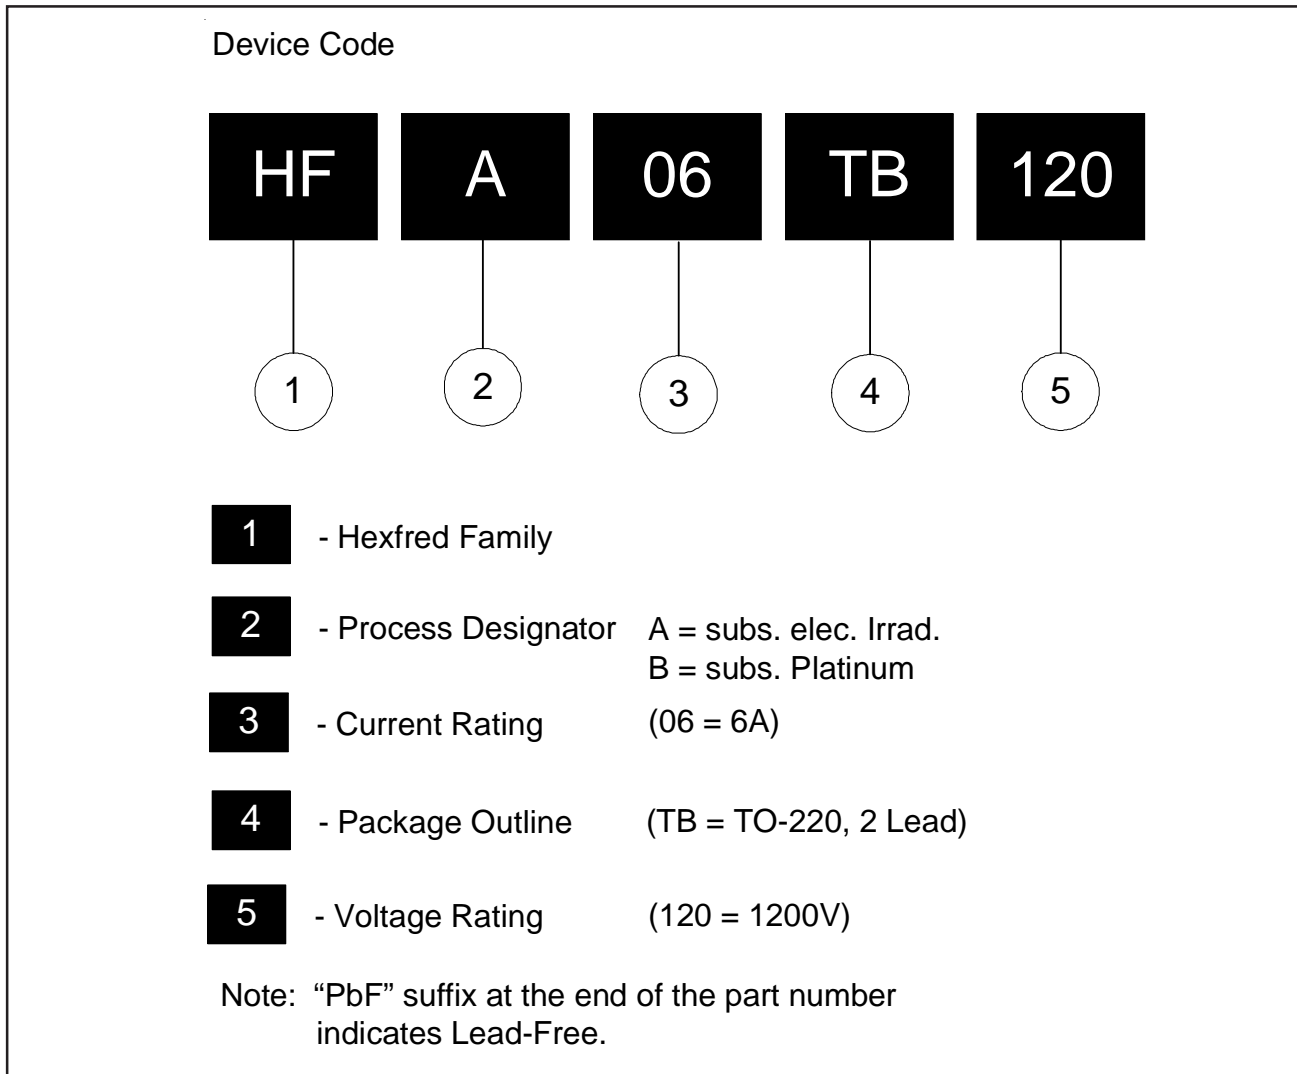 Device Code
HF A 06 TB 120
1 2 3 4 5
1 - Hexfred Family
2 - Process Designator A = subs. elec. Irrad.
B = subs. Platinum
3 - Current Rating (06 = 6A)
4 - Package Outline (TB = TO-220, 2 Lead)
5 - Voltage Rating (120 = 1200V)
Note: “PbF” suffix at the end of the part number
indicates Lead-Free.